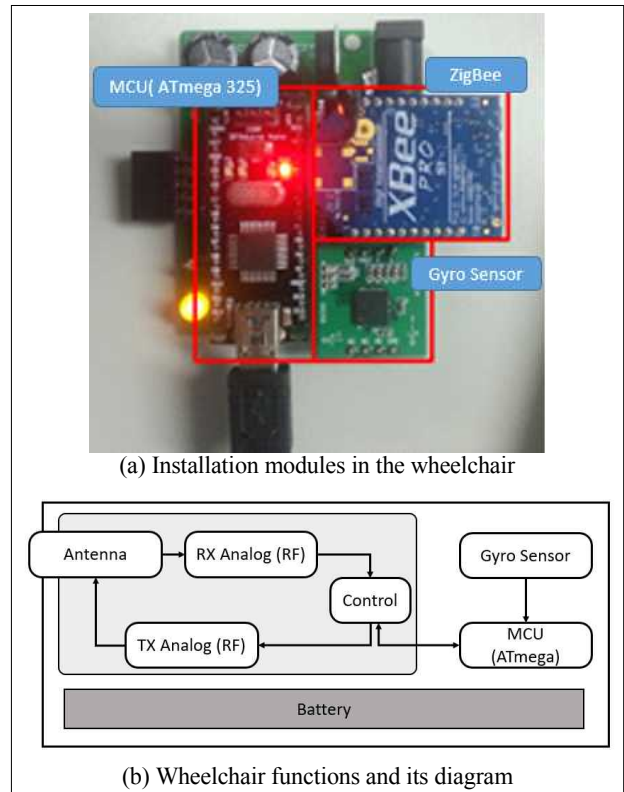 MCU( ATmega 325)
ZigBee
XBee
PRO
Gyro Sensor
(a) Installation modules in the wheelchair
Antenna
RX Analog (RF)
Gyro Sensor
Control
TX Analog (RF)
MCU
(ATmega)
Battery
(b) Wheelchair functions and its diagram